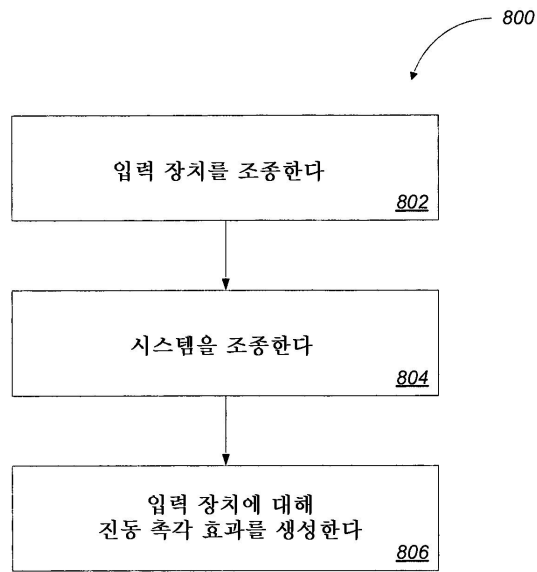 800
입력 장치를 조종한다
802
시스템을 조종한다
804
입력 장치에 대해
진동 촉각 효과를 생성한다
806